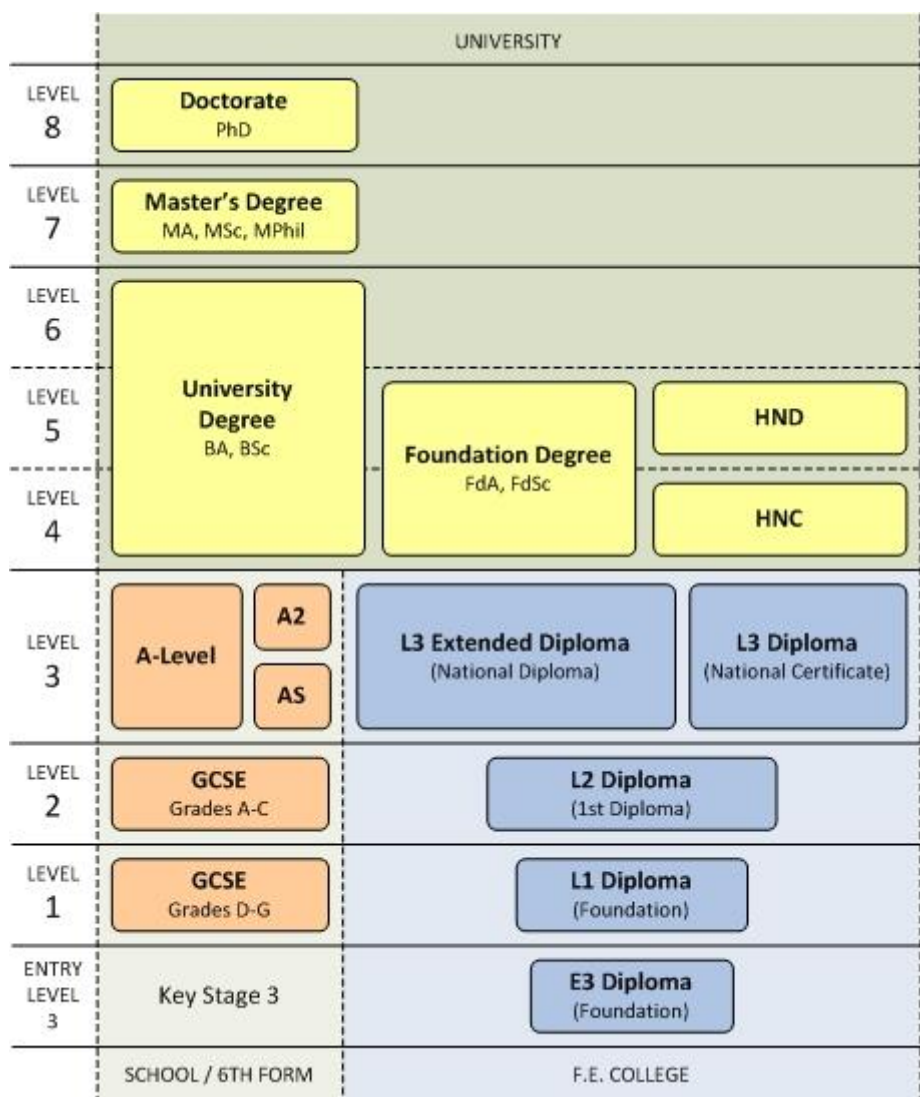 UNIVERSITY
LEVEL
8
Doctorate
PhD
LEVEL
7
Master's Degree
MA, MSc, MPhil
LEVEL
6
University
Degree
BA, BSc
LEVEL
5
Foundation Degree
FdA, FdSc
HND
LEVEL
4
HNC
LEVEL
3
A-Level
A2
AS
L3 Extended Diploma
(National Diploma)
L3 Diploma
(National Certificate)
LEVEL
2
GCSE
Grades A-C
L2 Diploma
(1st Diploma)
LEVEL
1
GCSE
Grades D-G
L1 Diploma
(Foundation)
ENTRY
LEVEL
3
Key Stage 3
E3 Diploma
(Foundation)
SCHOOL / 6TH FORM
F.E. COLLEGE